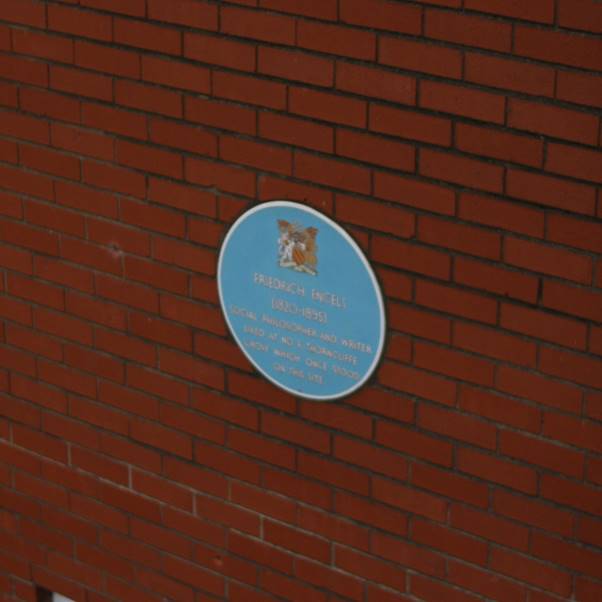 FRIEDRICH ENGELS
(1820-1895)
SOCIAL PHILOSOPHER AND WRITER
LIVED AT NO 6 THORNCLIFFE
GROVE WHICH ONCE STOOD
ON THIS SITE